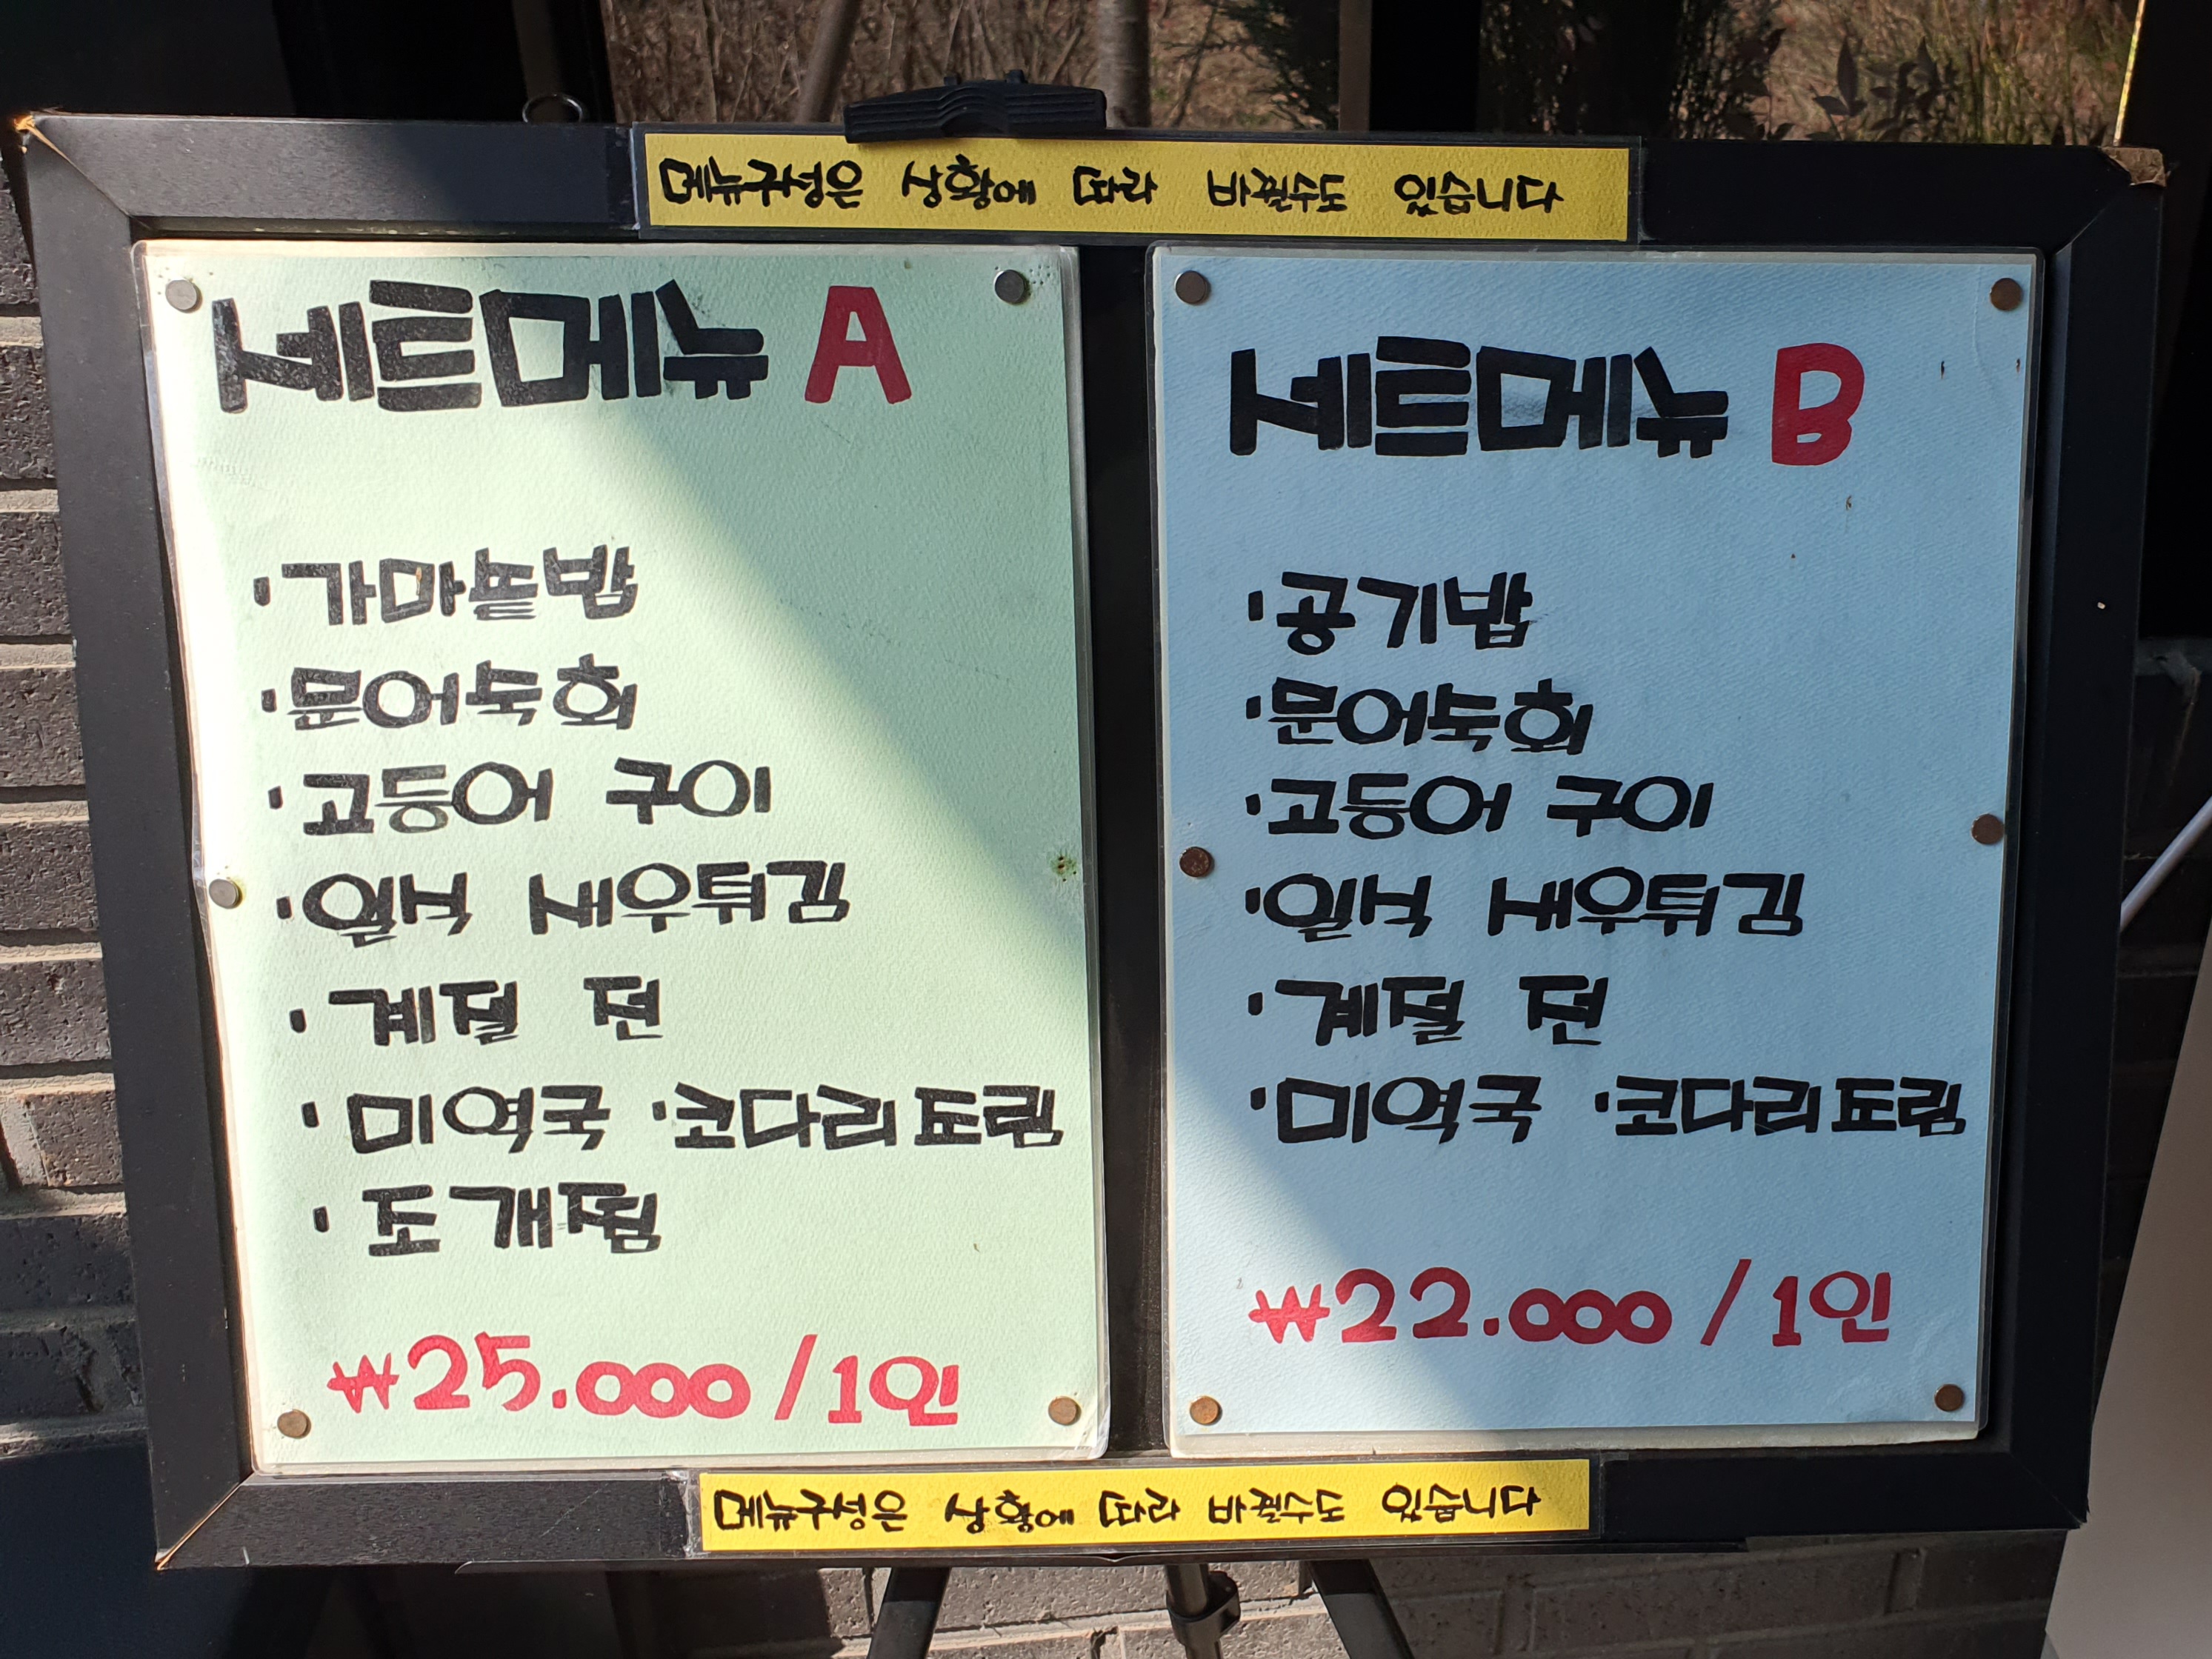 메뉴구성은 상황에 따라 바뀔수도 있습니다
세트메뉴 A
·가마솥밥
·문어숙회
·고등어 구이
·일식 새우튀김
·계절 전
·미역국 ·코다리조림
·조개찜
₩25.000/1인
세트메뉴 B
·공기밥
·문어숙회
·고등어 구이
·일식 새우튀김
·계절 전
·미역국 ·코다리조림
₩22.000/1인
메뉴구성은 상황에 따라 바뀔수도 있습니다